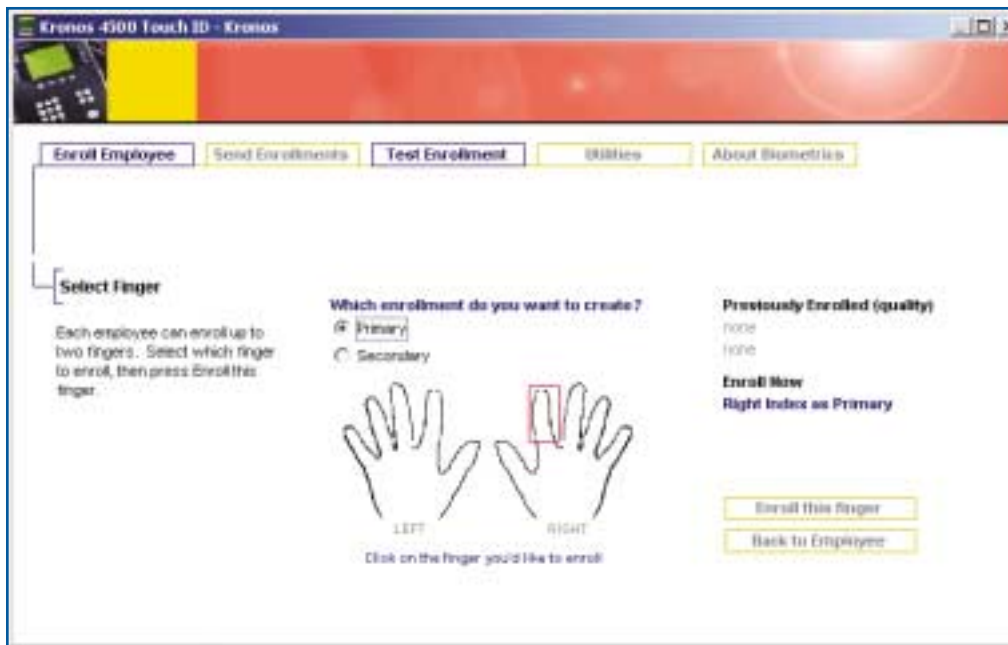 Kronos 4500 Touch ID - Kronos
Enroll Employee
Send Enrollments
Test Enrollment
Utilities
About Biometrics
Select Finger
Each employee can enroll up to
two fingers. Select which finger
to enroll, then press Enroll this
finger.
Which enrollment do you want to create?
Primary
Secondary
LEFT
RIGHT
Click on the finger you'd like to enroll
Previously Enrolled (quality)
none
none
Enroll Now
Right Index as Primary
Enroll this finger
Back to Employee